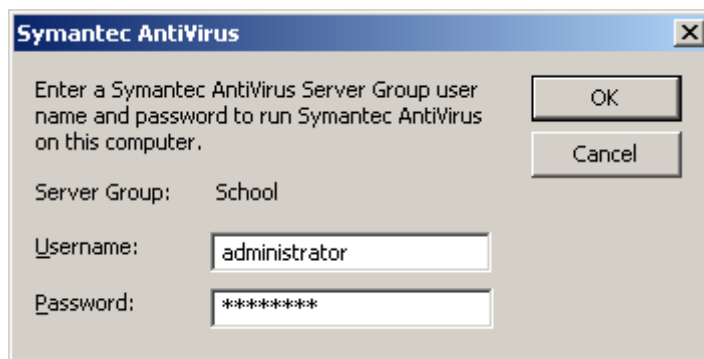 Symantec AntiVirus
Enter a Symantec AntiVirus Server Group user
name and password to run Symantec AntiVirus
on this computer.
OK
Cancel
Server Group: School
Username: administrator
Password: ********